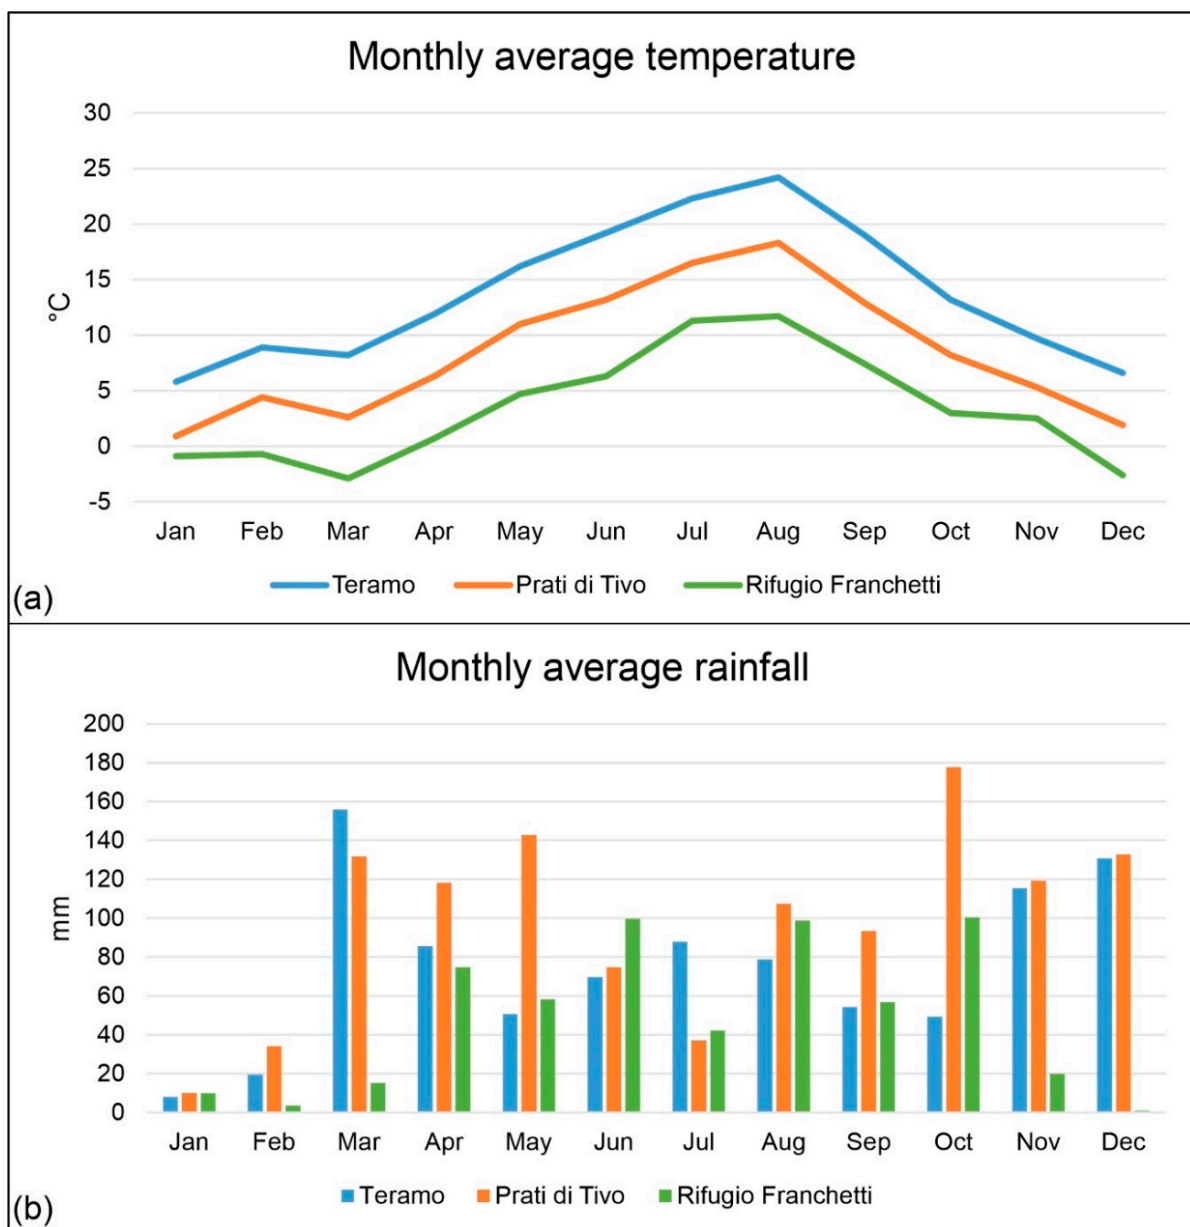 Monthly average temperature
30
25
20
15
10
5
0
-5
°C
Jan Feb Mar Apr May Jun Jul Aug Sep Oct Nov Dec
Teramo Prati di Tivo Rifugio Franchetti
(a)
Monthly average rainfall
200
180
160
140
120
100
80
60
40
20
0
mm
Jan Feb Mar Apr May Jun Jul Aug Sep Oct Nov Dec
Teramo Prati di Tivo Rifugio Franchetti
(b)